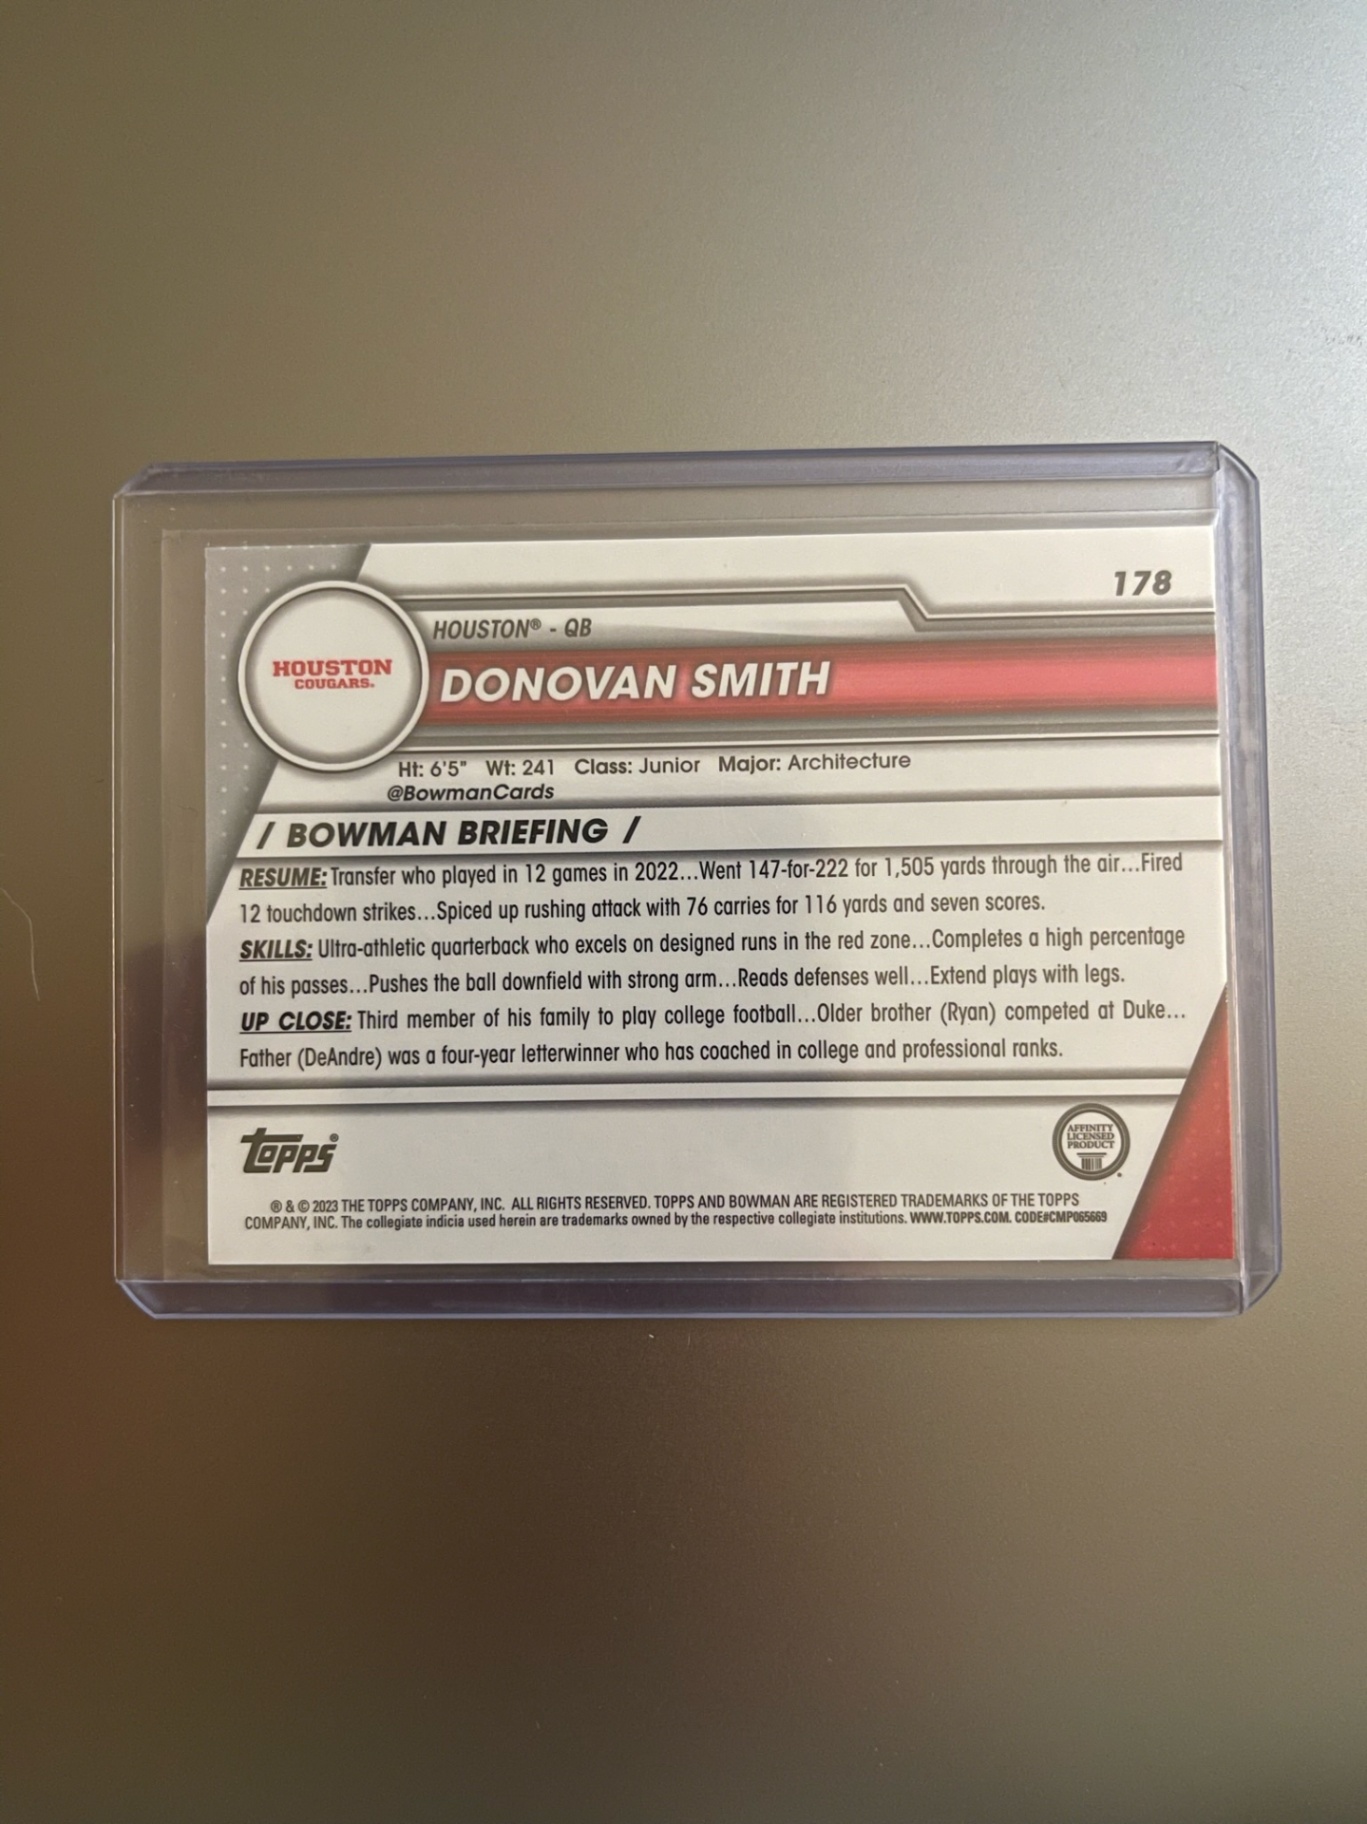 178
HOUSTON® - QB
HOUSTON
COUGARS.
DONOVAN SMITH
Ht: 6'5" Wt: 241 Class: Junior Major: Architecture
@BowmanCards
/ BOWMAN BRIEFING /
RESUME: Transfer who played in 12 games in 2022...Went 147-for-222 for 1,505 yards through the air...Fired
12 touchdown strikes...Spiced up rushing attack with 76 carries for 116 yards and seven scores.
SKILLS: Ultra-athletic quarterback who excels on designed runs in the red zone...Completes a high percentage
of his passes...Pushes the ball downfield with strong arm...Reads defenses well...Extend plays with legs.
UP CLOSE: Third member of his family to play college football...Older brother (Ryan) competed at Duke...
Father (DeAndre) was a four-year letterwinner who has coached in college and professional ranks.
TOPPS®
AFFINITY
LICENSED
PRODUCT
® & © 2023 THE TOPPS COMPANY, INC. ALL RIGHTS RESERVED. TOPPS AND BOWMAN ARE REGISTERED TRADEMARKS OF THE TOPPS
COMPANY, INC. The collegiate indicia used herein are trademarks owned by the respective collegiate institutions. WWW.TOPPS.COM. CODE#CMP065669